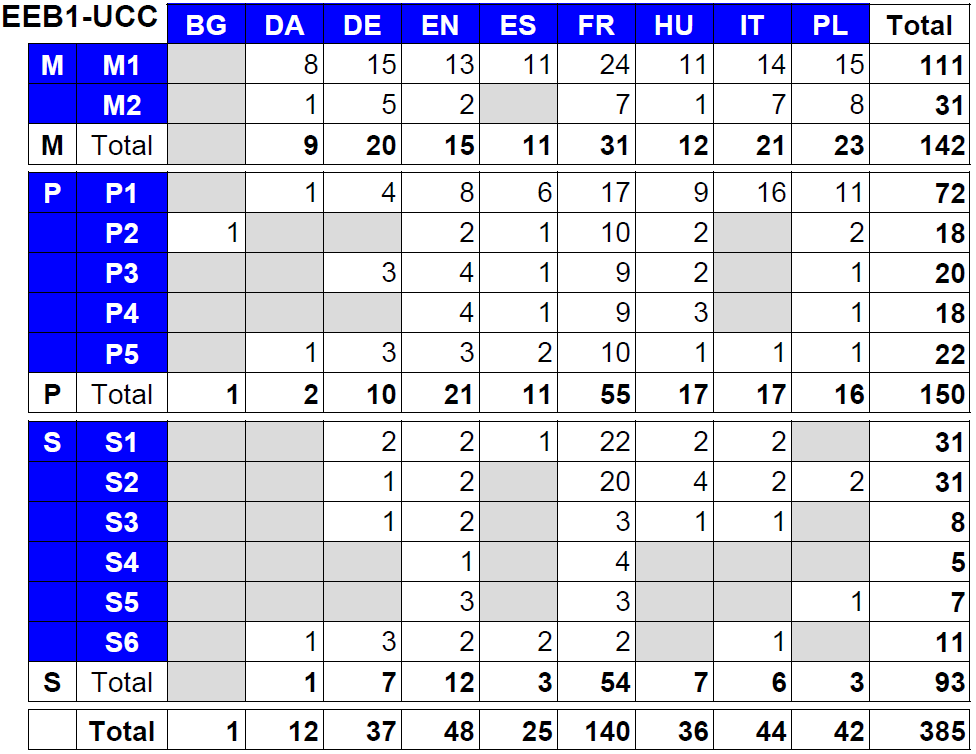 EEB1-UCC BG DA DE EN ES FR HU IT PL Total
M M1 8 15 13 11 24 11 14 15 111
M2 1 5 2 7 1 7 8 31
M Total 9 20 15 11 31 12 21 23 142
P P1 1 4 8 6 17 9 16 11 72
P2 1 2 1 10 2 2 18
P3 3 4 1 9 2 1 20
P4 4 1 9 3 1 18
P5 1 3 3 2 10 1 1 1 22
P Total 1 2 10 21 11 55 17 17 16 150
S S1 2 2 1 22 2 2 31
S2 1 2 20 4 2 2 31
S3 1 2 3 1 1 8
S4 1 4 5
S5 3 3 1 7
S6 1 3 2 2 2 1 11
S Total 1 7 12 3 54 7 6 3 93
Total 1 12 37 48 25 140 36 44 42 385